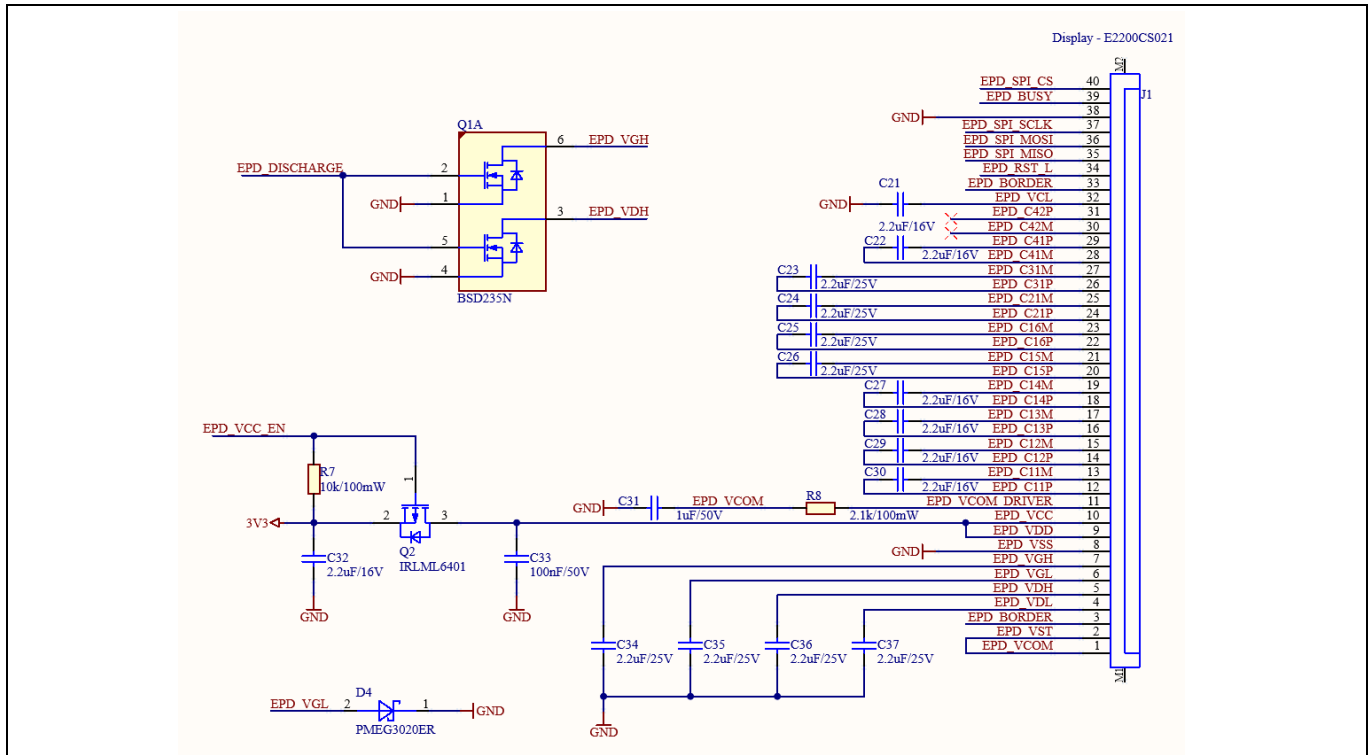 Display - E2200CS021
M2
J1
EPD_SPI_CS 40
EPD_BUSY 39
GND 38
EPD_SPI_SCLK 37
EPD_SPI_MOSI 36
EPD_SPI_MISO 35
EPD_RST_L 34
EPD_BORDER 33
GND C21 2.2uF/16V EPD_VCL 32
EPD_C42P 31
EPD_C42M 30
C22 2.2uF/16V EPD_C41P 29
EPD_C41M 28
C23 2.2uF/25V EPD_C31M 27
EPD_C31P 26
C24 2.2uF/25V EPD_C21M 25
EPD_C21P 24
C25 2.2uF/25V EPD_C16M 23
EPD_C16P 22
C26 2.2uF/25V EPD_C15M 21
EPD_C15P 20
C27 2.2uF/16V EPD_C14M 19
EPD_C14P 18
C28 2.2uF/16V EPD_C13M 17
EPD_C13P 16
C29 2.2uF/16V EPD_C12M 15
EPD_C12P 14
C30 2.2uF/16V EPD_C11M 13
EPD_C11P 12
GND C31 1uF/50V EPD_VCOM R8 2.1k/100mW EPD_VCOM_DRIVER 11
EPD_VCC 10
EPD_VDD 9
GND EPD_VSS 8
EPD_VGH 7
EPD_VGL 6
EPD_VDH 5
EPD_VDL 4
EPD_BORDER 3
EPD_VST 2
EPD_VCOM 1
M1
Q1A
EPD_DISCHARGE 2
6 EPD_VGH
GND 1
3 EPD_VDH
5
GND 4
BSD235N
EPD_VCC_EN
R7
10k/100mW
1
3V3 2 3
Q2
IRLML6401
C32
2.2uF/16V
GND
C33
100nF/50V
GND
C34
2.2uF/25V
C35
2.2uF/25V
C36
2.2uF/25V
C37
2.2uF/25V
GND
D4
EPD_VGL 2 1 GND
PMEG3020ER